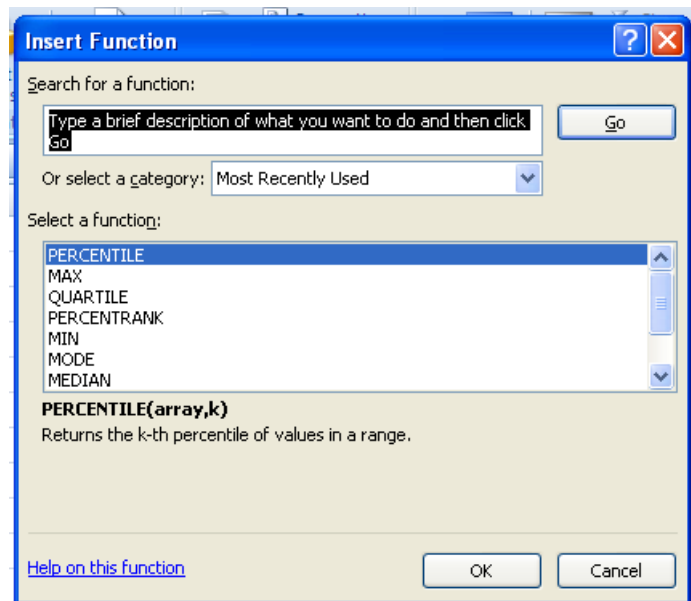 Insert Function
Search for a function:
Type a brief description of what you want to do and then click
Go
Go
Or select a category: Most Recently Used
Select a function:
PERCENTILE
MAX
QUARTILE
PERCENTRANK
MIN
MODE
MEDIAN
PERCENTILE(array,k)
Returns the k-th percentile of values in a range.
Help on this function
OK
Cancel